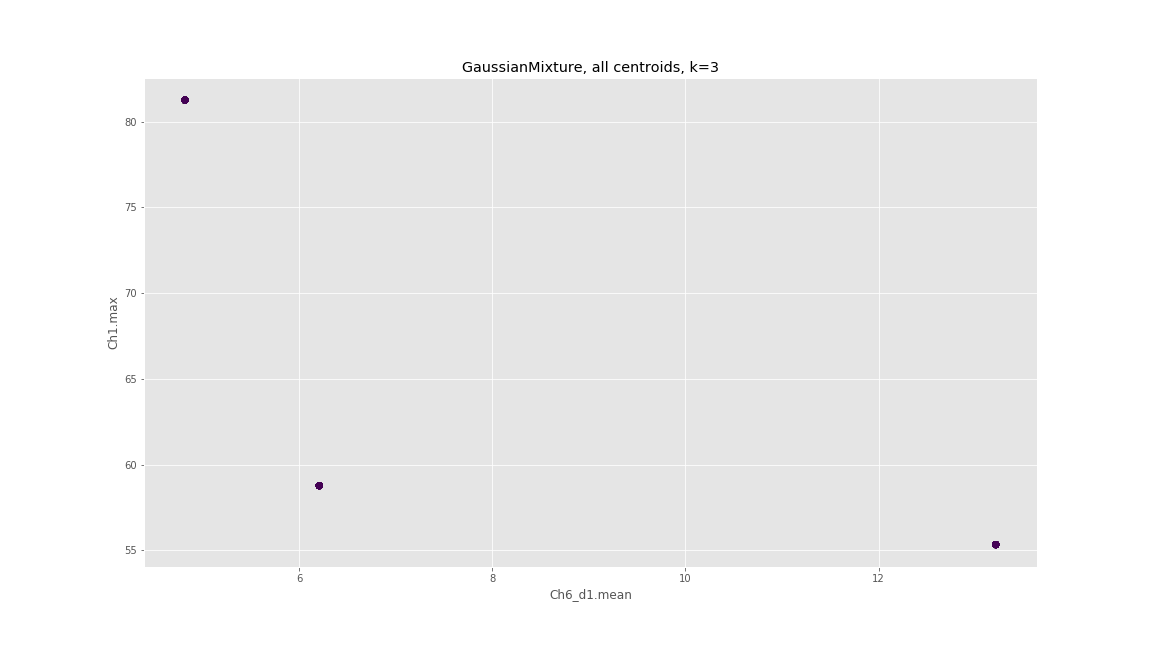 GaussianMixture, all centroids, k=3
80
75
70
65
60
55
Ch1.max
6 8 10 12
Ch6_d1.mean